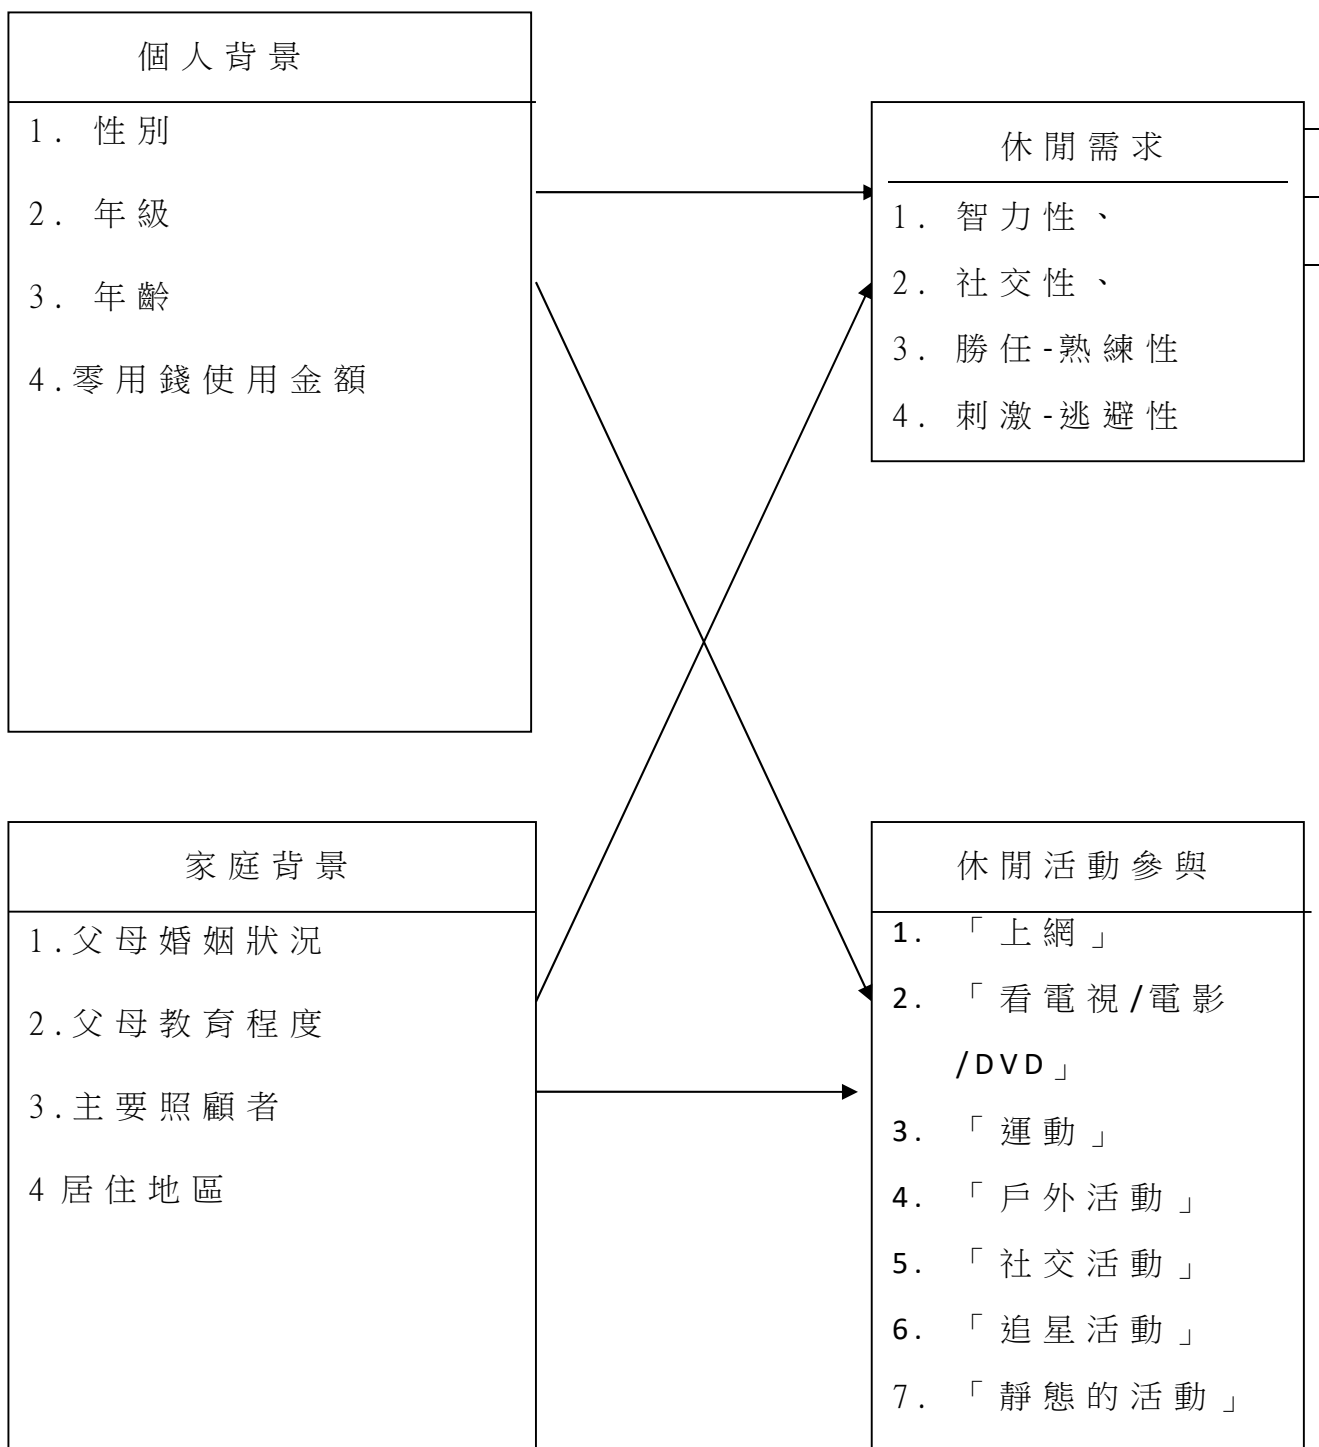 個人背景
1. 性別
2. 年級
3. 年齡
4.零用錢使用金額
休閒需求
1. 智力性、
2. 社交性、
3. 勝任-熟練性
4. 刺激-逃避性
家庭背景
1.父母婚姻狀況
2.父母教育程度
3.主要照顧者
4居住地區
休閒活動參與
1. 「上網」
2. 「看電視/電影
/DVD」
3. 「運動」
4. 「戶外活動」
5. 「社交活動」
6. 「追星活動」
7. 「靜態的活動」